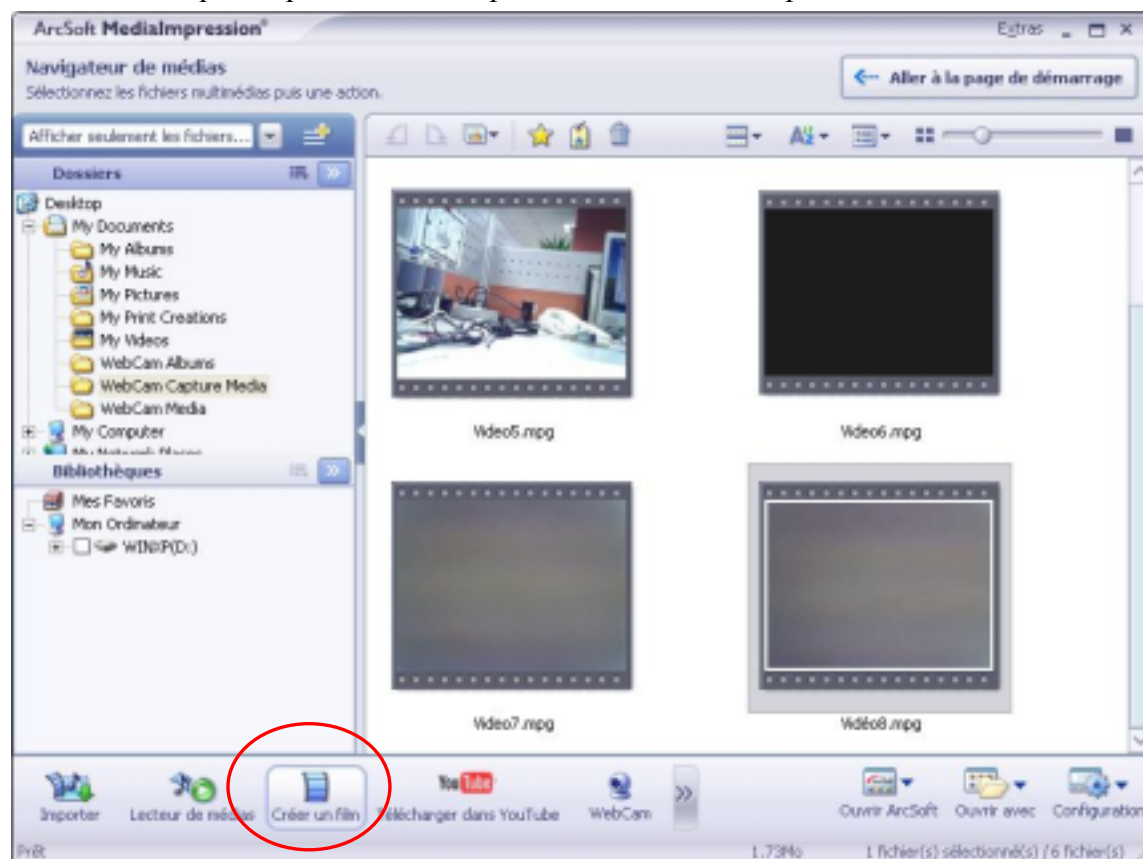 ArcSoft MediaImpression®
Extras
Navigateur de médias
Sélectionnez les fichiers multimédias puis une action.
Aller à la page de démarrage
Afficher seulement les fichiers...
Dossiers
Desktop
My Documents
My Albums
My Music
My Pictures
My Print Creations
My Videos
WebCam Albums
WebCam Capture Media
WebCam Media
My Computer
My Network Places
Bibliothèques
Mes Favoris
Mon Ordinateur
WINXP(D:)
Video5.mpg
Video6.mpg
Video7.mpg
Vidéo8.mpg
Importer
Lecteur de médias
Créer un film
YouTube
Télécharger dans YouTube
WebCam
Ouvrir ArcSoft
Ouvrir avec
Configuration
Prêt
1.73Mo
1 fichier(s) sélectionné(s) / 6 fichier(s)